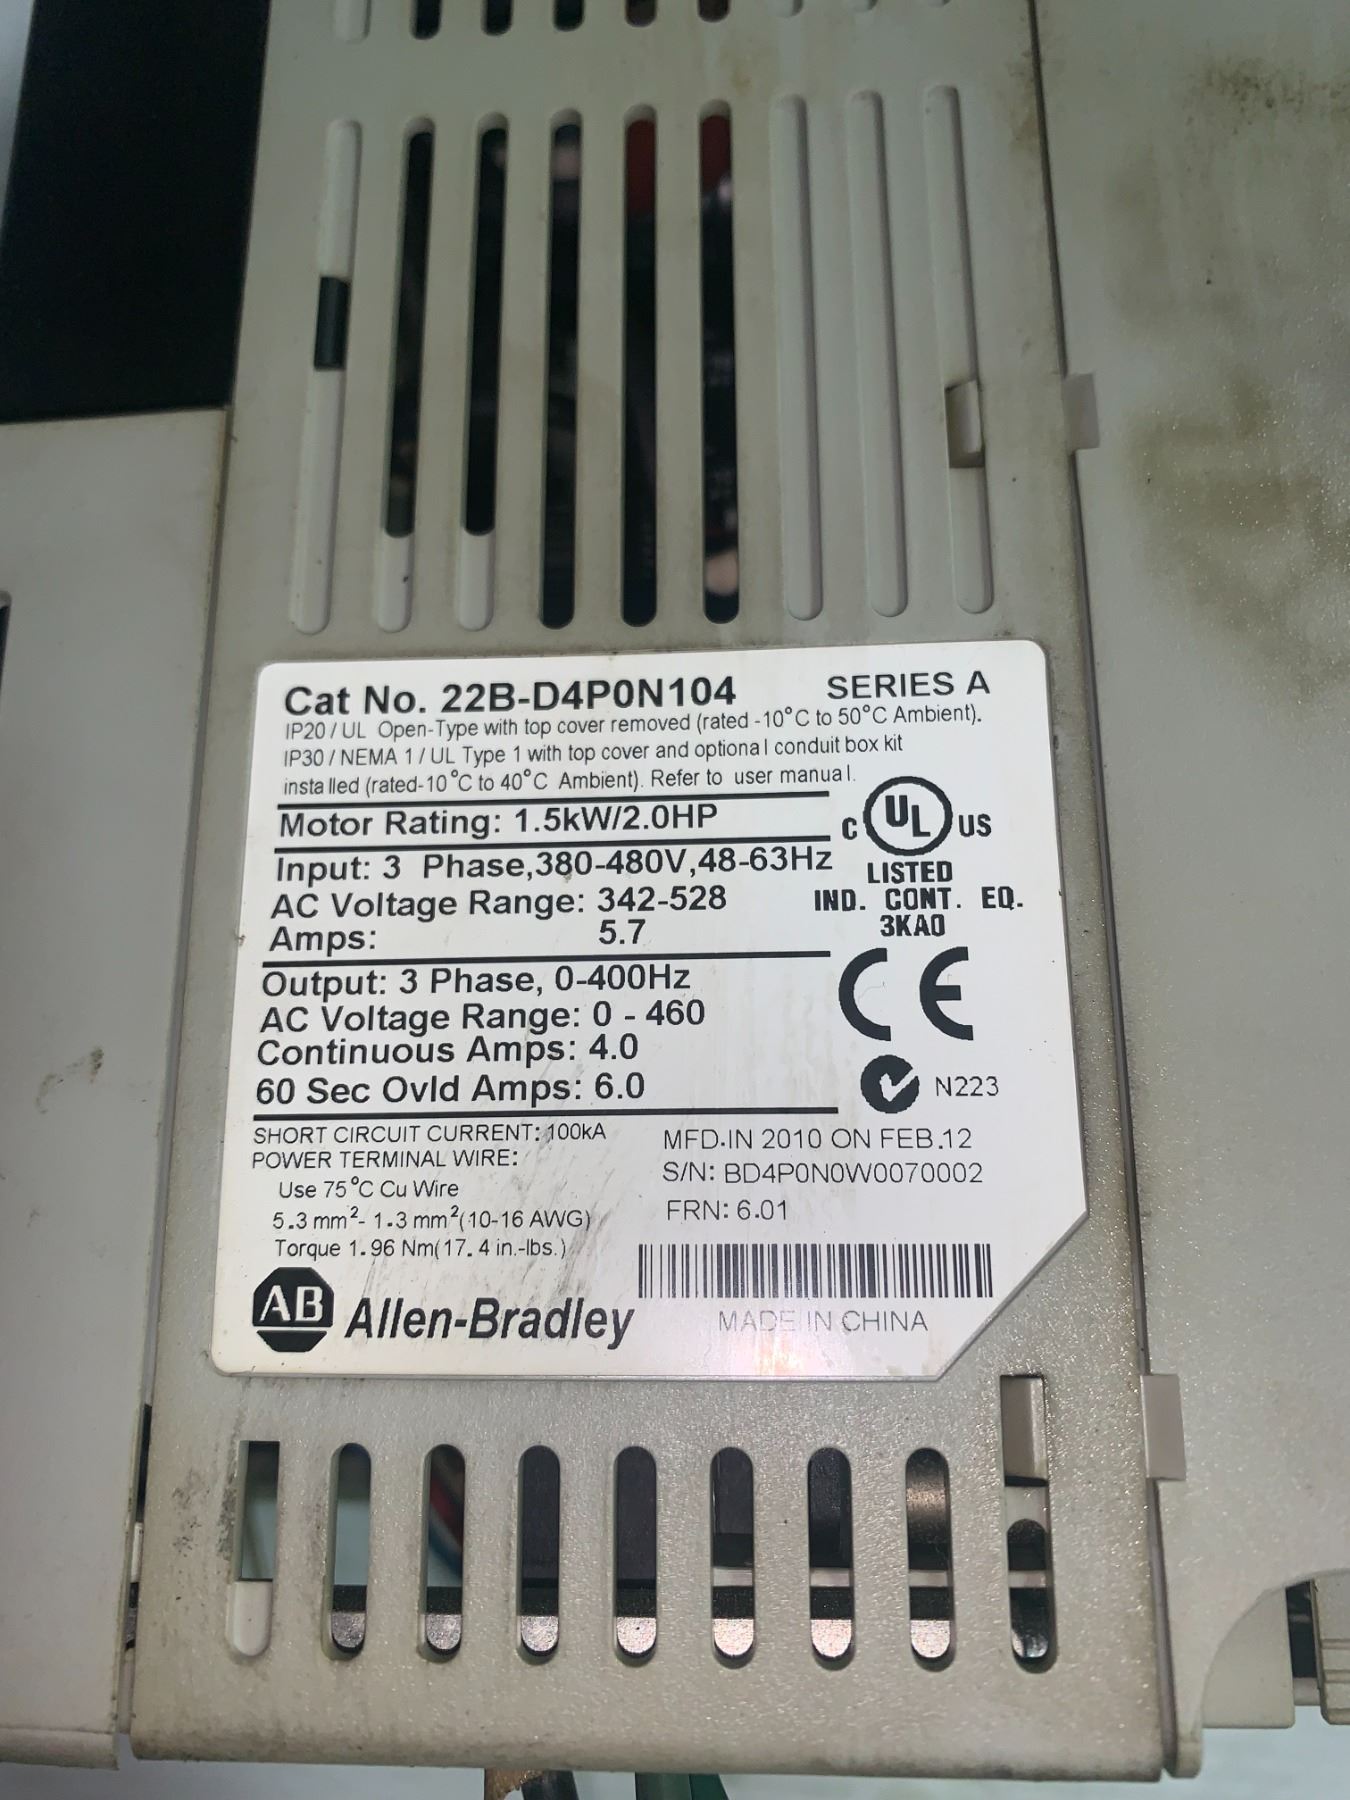 Cat No. 22B-D4P0N104 SERIES A
IP20 / UL Open-Type with top cover removed (rated -10°C to 50°C Ambient).
IP30 / NEMA 1 / UL Type 1 with top cover and optional conduit box kit
installed (rated-10°C to 40°C Ambient). Refer to user manual.
Motor Rating: 1.5kW/2.0HP
C UL US
LISTED
IND. CONT. EQ.
3KA0
Input: 3 Phase,380-480V,48-63Hz
AC Voltage Range: 342-528
Amps: 5.7
CE
Output: 3 Phase, 0-400Hz
AC Voltage Range: 0 - 460
Continuous Amps: 4.0
60 Sec Ovld Amps: 6.0
N223
SHORT CIRCUIT CURRENT: 100kA
POWER TERMINAL WIRE:
Use 75°C Cu Wire
5.3 mm²- 1.3 mm²(10-16 AWG)
Torque 1.96 Nm(17.4 in.-lbs.)
MFD.IN 2010 ON FEB.12
S/N: BD4P0N0W0070002
FRN: 6.01
AB Allen-Bradley
MADE IN CHINA